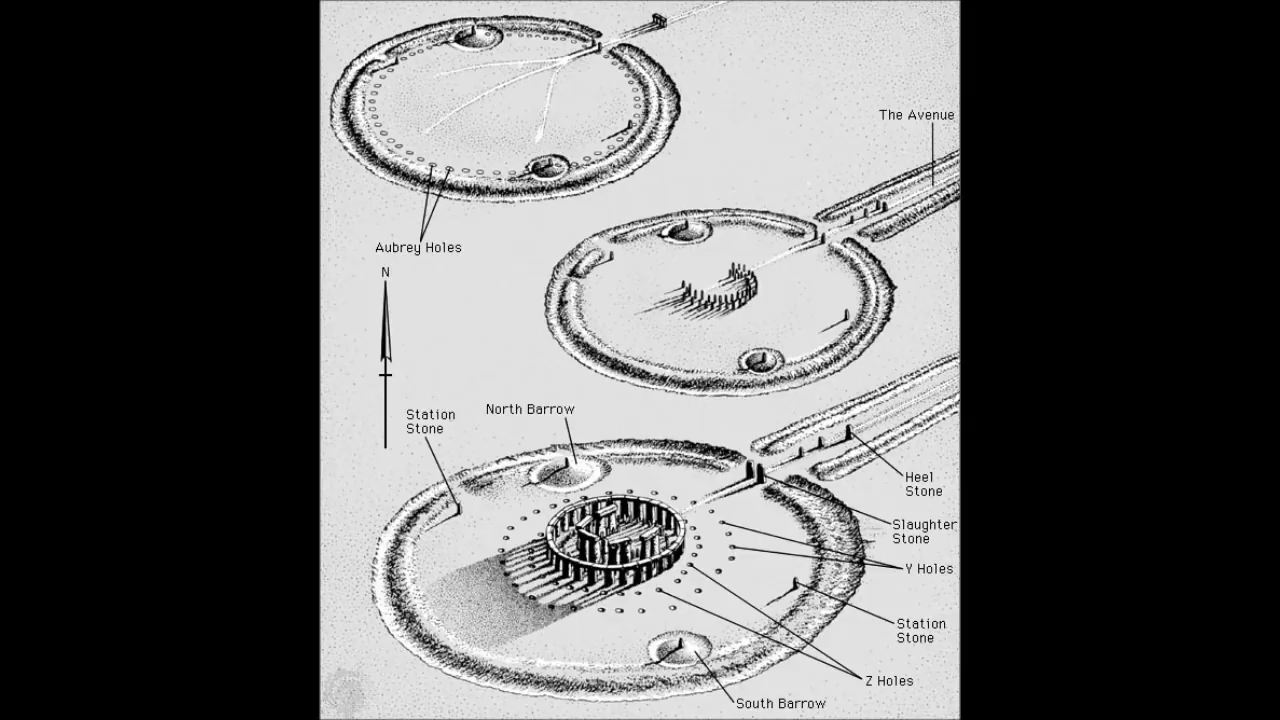 The Avenue
Aubrey Holes
N
Station
Stone
North Barrow
Heel
Stone
Slaughter
Stone
Y Holes
Station
Stone
Z Holes
South Barrow